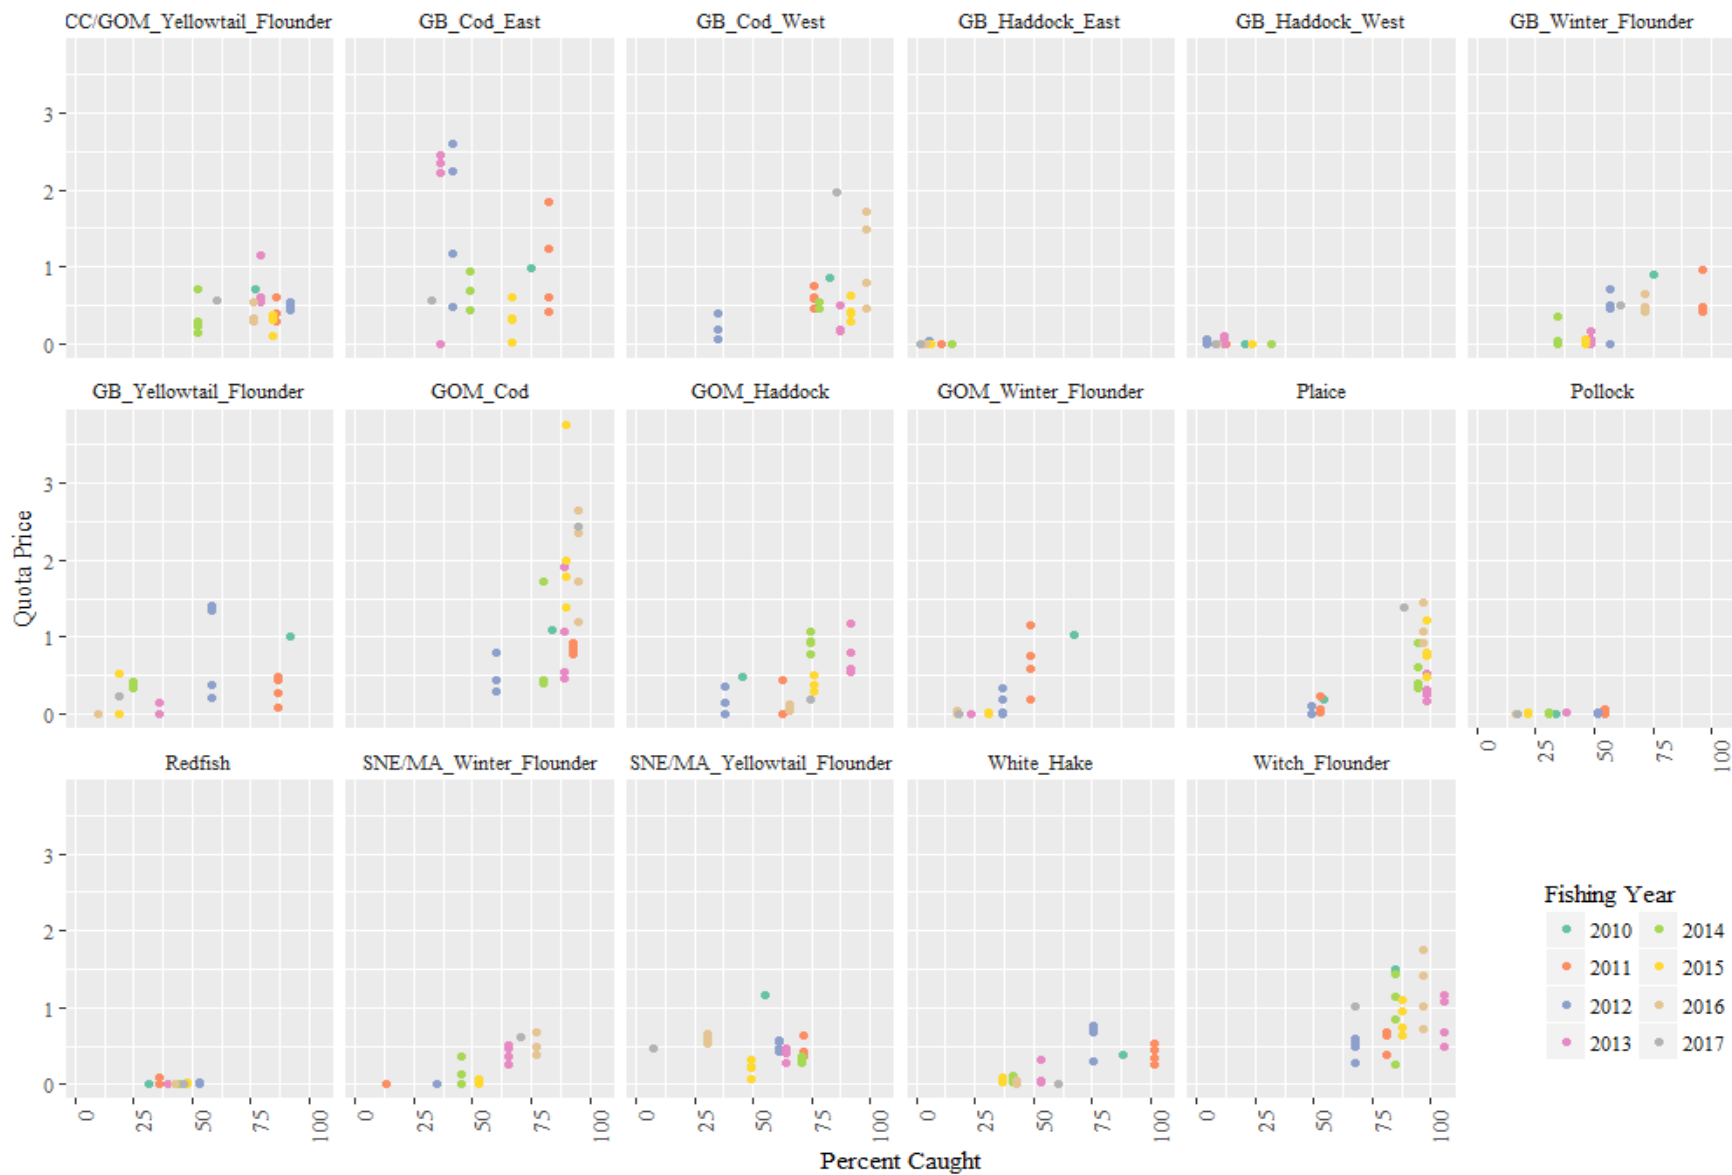 CC/GOM_Yellowtail_Flounder GB_Cod_East GB_Cod_West GB_Haddock_East GB_Haddock_West GB_Winter_Flounder
3
2
1
0
GB_Yellowtail_Flounder GOM_Cod GOM_Haddock GOM_Winter_Flounder Plaice Pollock
3
2
1
0
Quota Price
0 25 50 75 100
Redfish SNE/MA_Winter_Flounder SNE/MA_Yellowtail_Flounder White_Hake Witch_Flounder
3
2
1
0
0 25 50 75 100 0 25 50 75 100 0 25 50 75 100 0 25 50 75 100 0 25 50 75 100
Percent Caught
Fishing Year
2010 2014
2011 2015
2012 2016
2013 2017